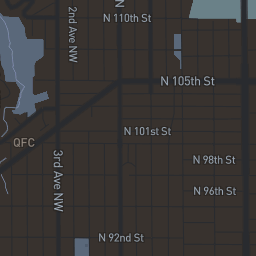 N 110th St
2nd Ave NW
N
N 105th St
N 101st St
QFC
N 98th St
3rd Ave NW
N 96th St
N 92nd St